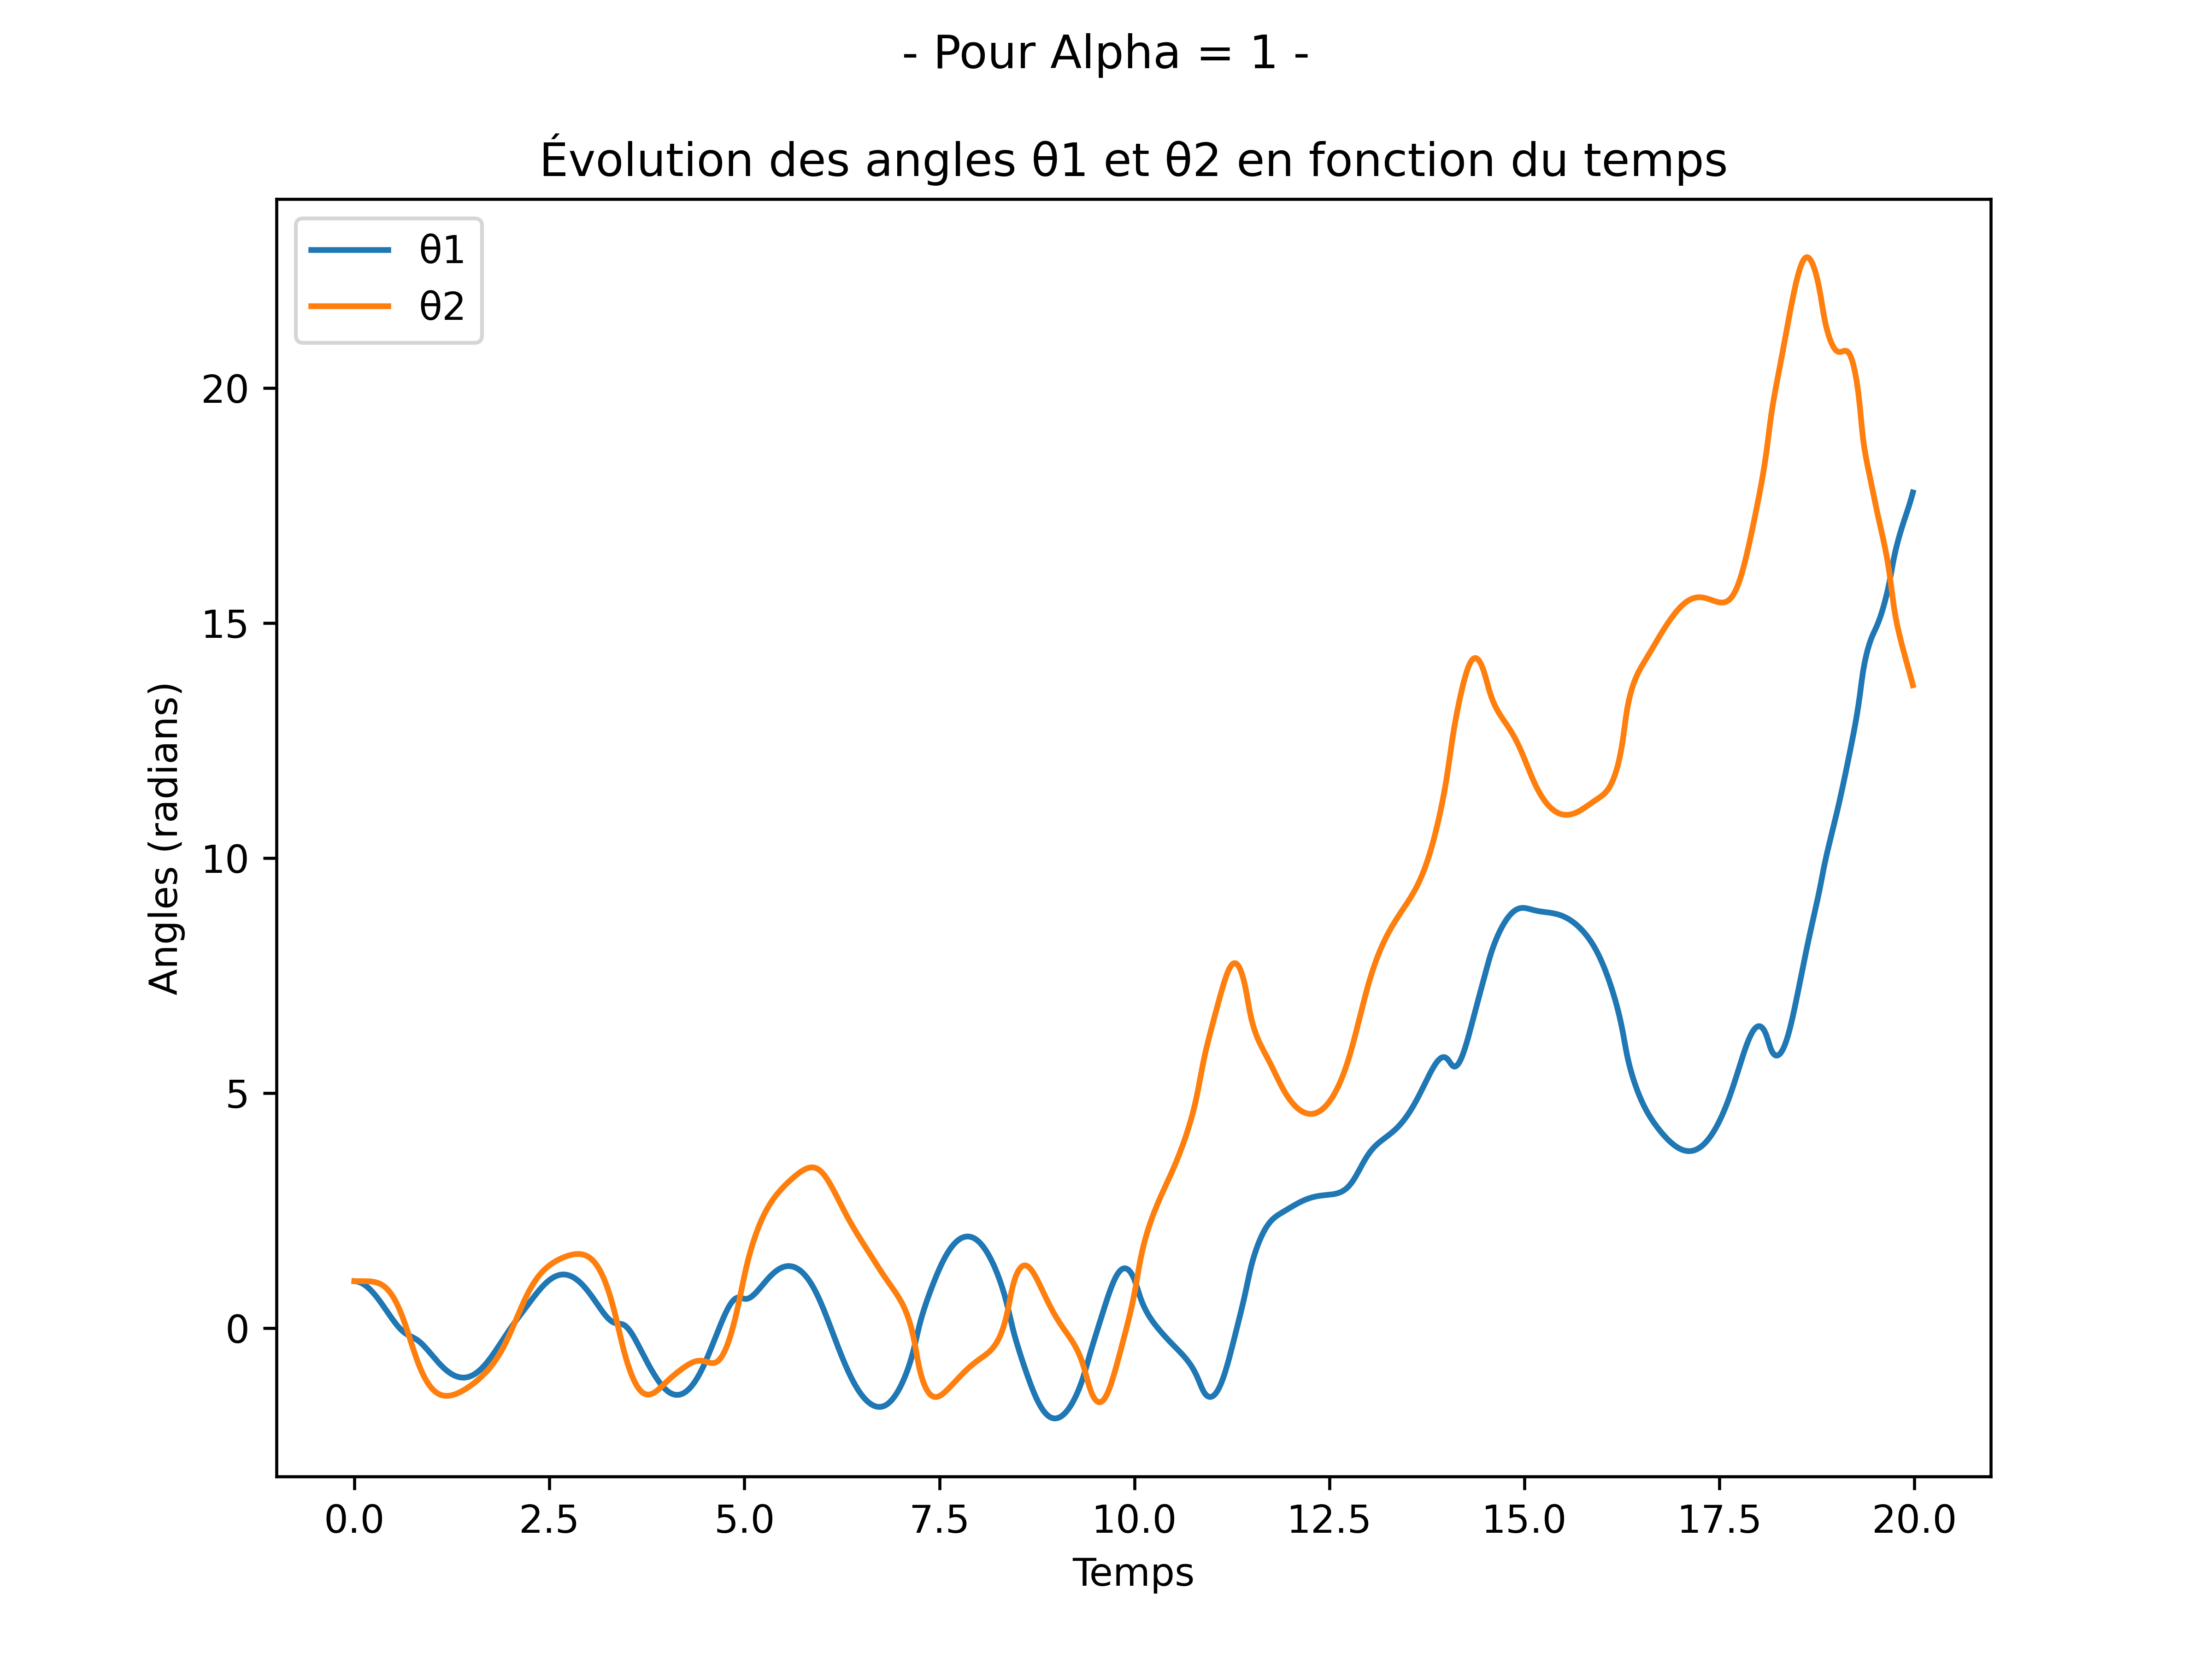 - Pour Alpha = 1 -
Évolution des angles θ1 et θ2 en fonction du temps
θ1
θ2
20
15
10
5
0
Angles (radians)
0.0 2.5 5.0 7.5 10.0 12.5 15.0 17.5 20.0
Temps